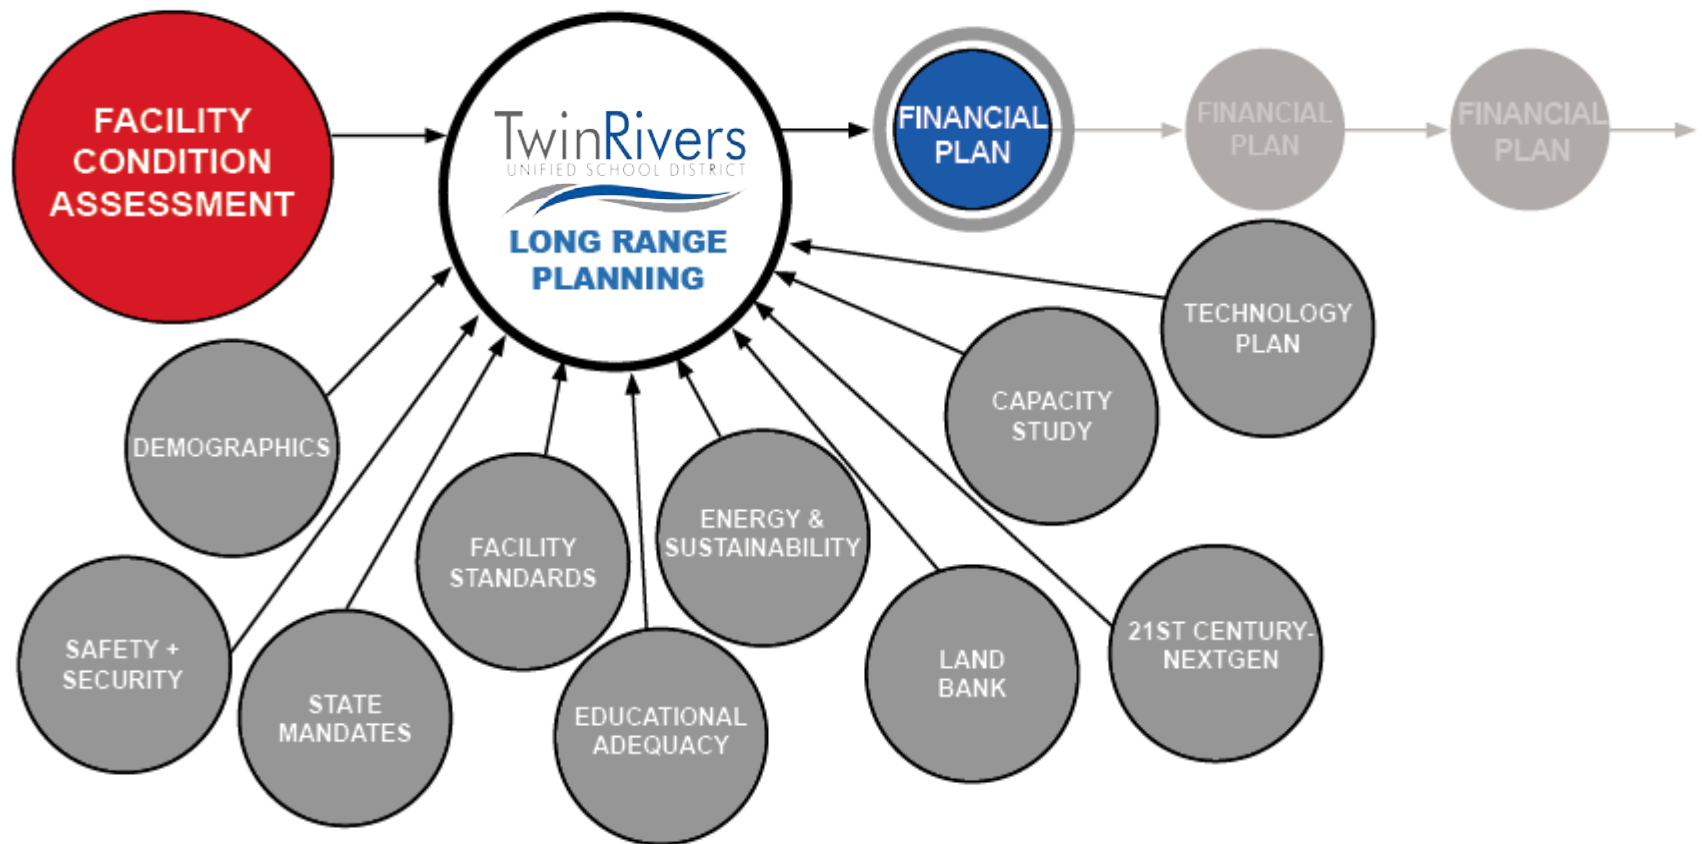 FACILITY
CONDITION
ASSESSMENT
TwinRivers
UNIFIED SCHOOL DISTRICT
LONG RANGE
PLANNING
FINANCIAL
PLAN
FINANCIAL
PLAN
FINANCIAL
PLAN
TECHNOLOGY
PLAN
CAPACITY
STUDY
DEMOGRAPHICS
ENERGY &
SUSTAINABILITY
FACILITY
STANDARDS
SAFETY +
SECURITY
STATE
MANDATES
EDUCATIONAL
ADEQUACY
LAND
BANK
21ST CENTURY-
NEXTGEN